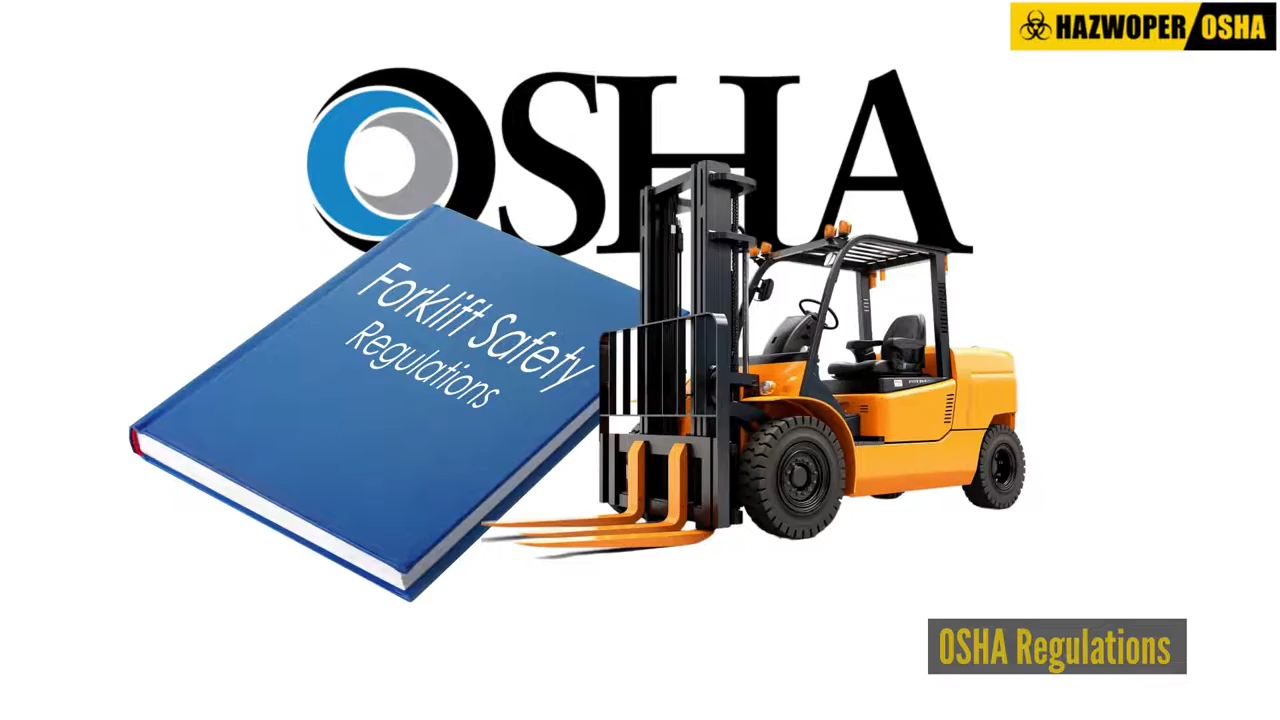 HAZWOPER OSHA
OSHA
Forklift Safety
Regulations
OSHA Regulations